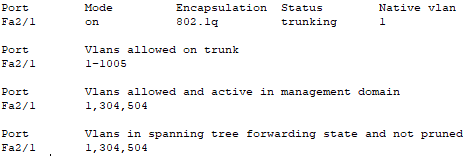 Port Mode Encapsulation Status Native vlan
Fa2/1 on 802.1q trunking 1
Port Vlans allowed on trunk
Fa2/1 1-1005
Port Vlans allowed and active in management domain
Fa2/1 1,304,504
Port Vlans in spanning tree forwarding state and not pruned
Fa2/1 1,304,504